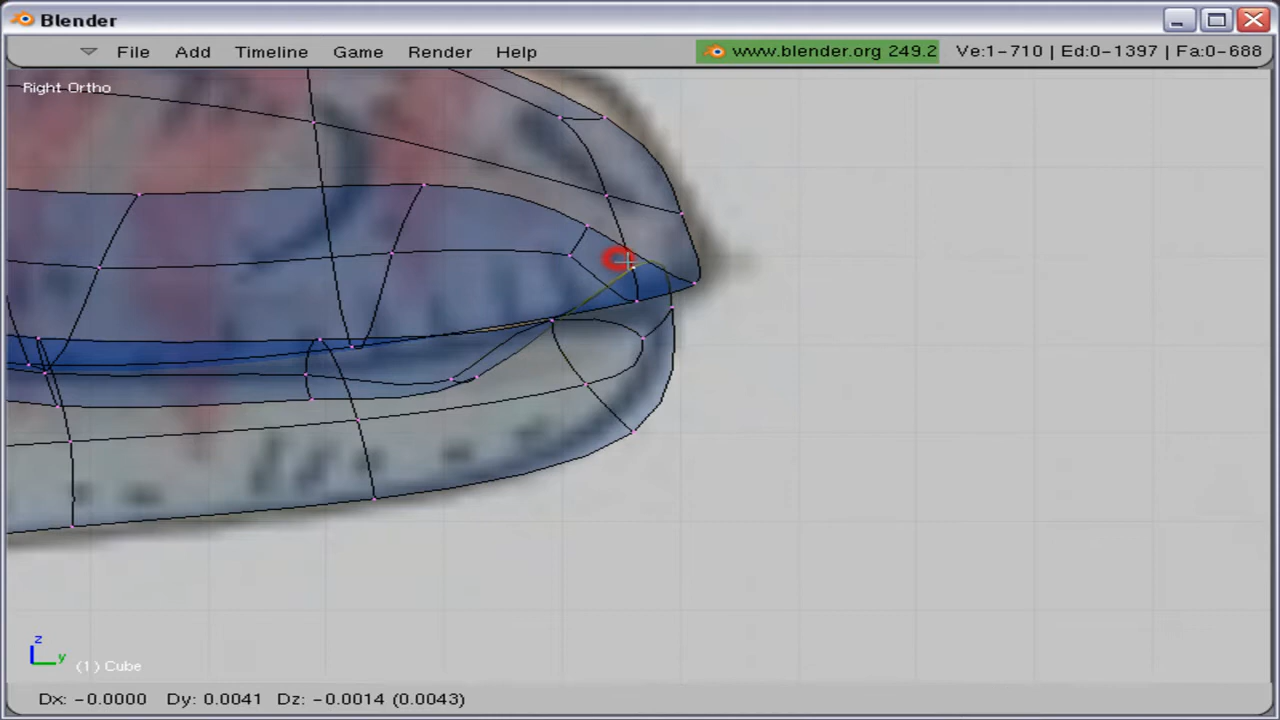 Blender
File Add Timeline Game Render Help www.blender.org 249.2 Ve:1-710 | Ed:0-1397 | Fa:0-688
Right Ortho
z
y
(1) Cube
Dx: -0.0000 Dy: 0.0041 Dz: -0.0014 (0.0043)